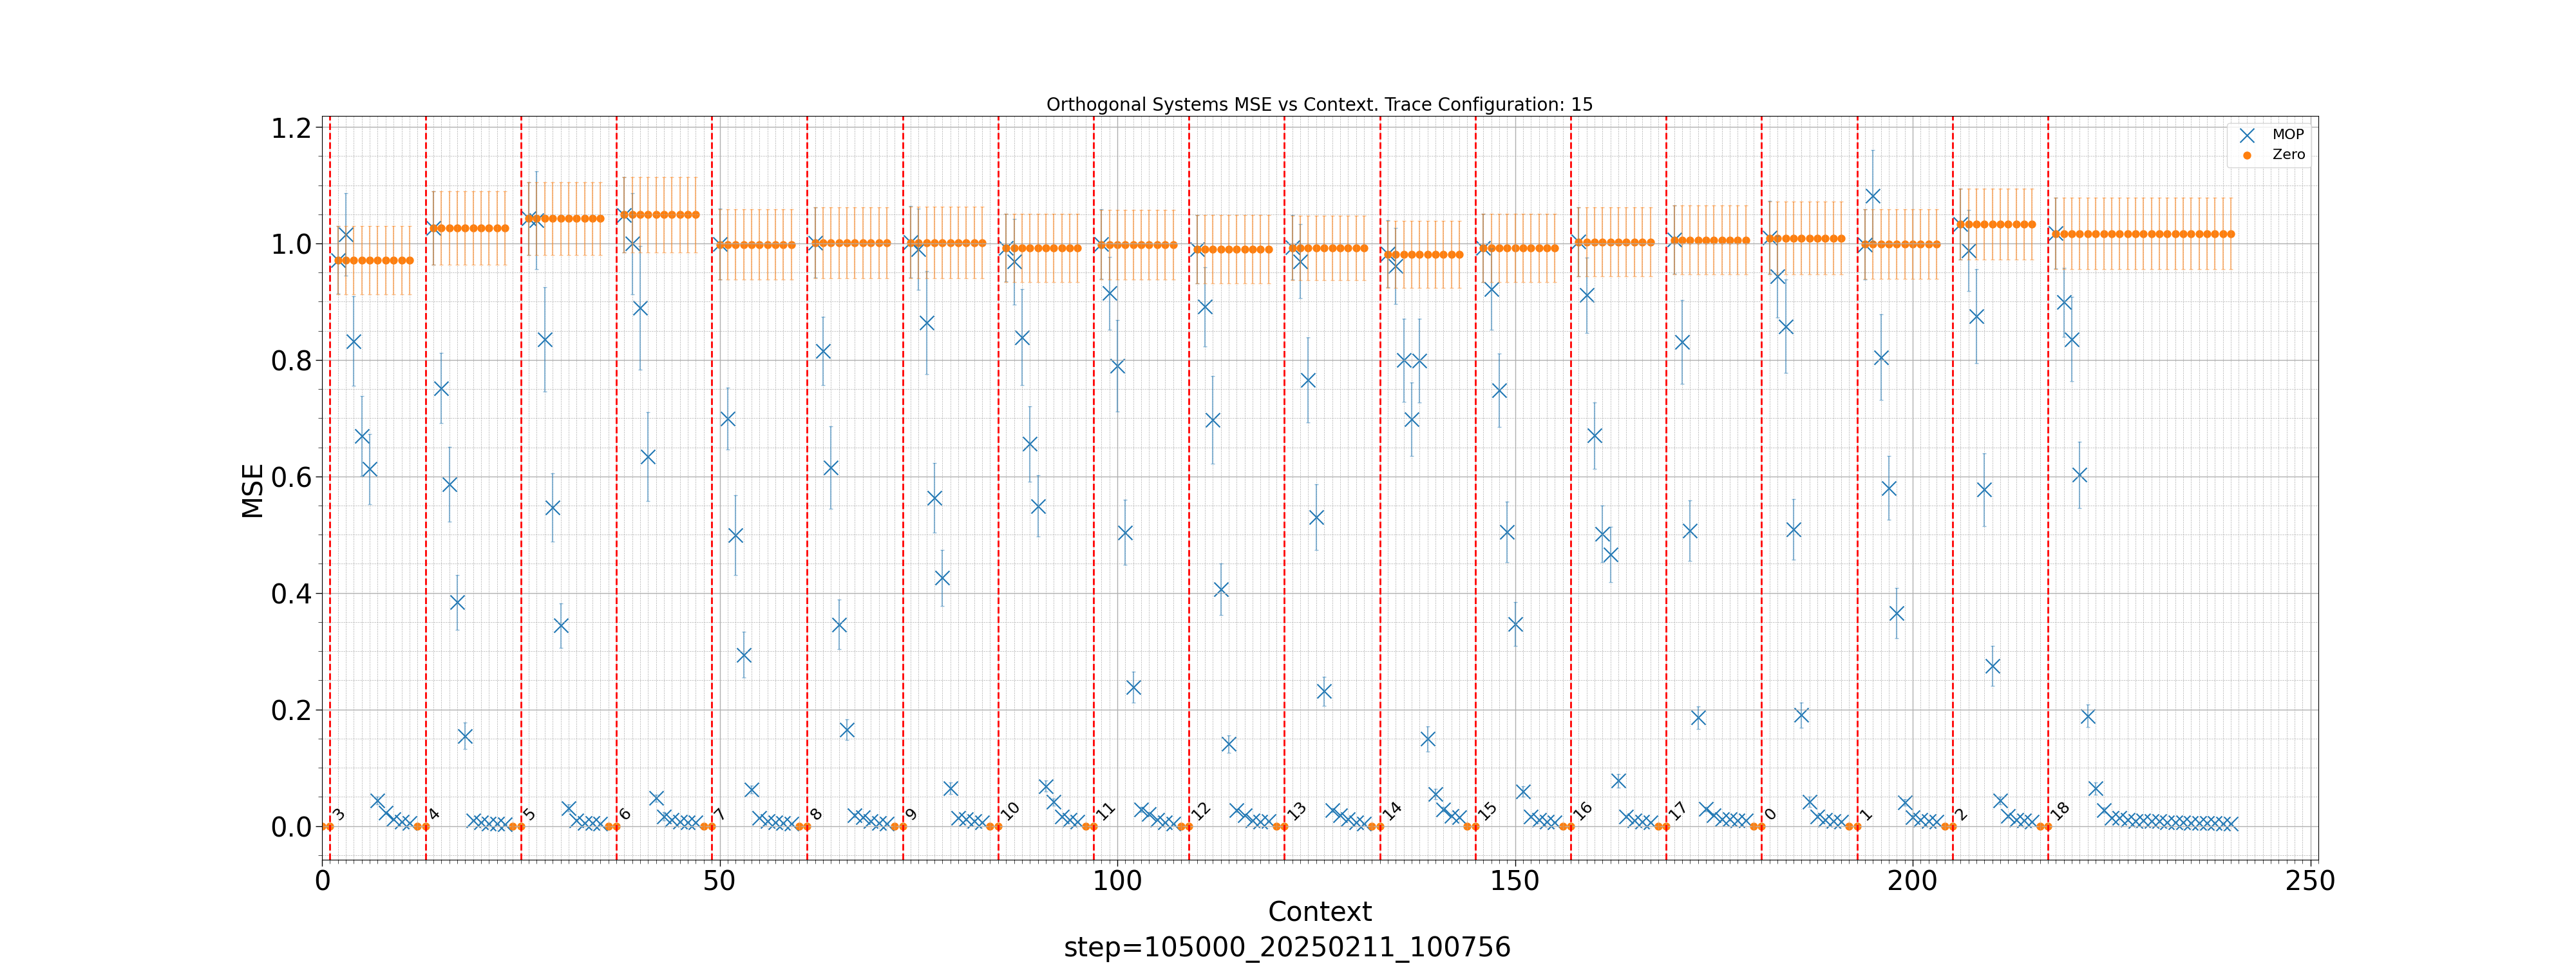 Orthogonal Systems MSE vs Context. Trace Configuration: 15
MOP
Zero
MSE
1.2
1.0
0.8
0.6
0.4
0.2
0.0
3 4 5 6 7 8 9 10 11 12 13 14 15 16 17 0 1 2 18
0 50 100 150 200 250
Context
step=105000_20250211_100756